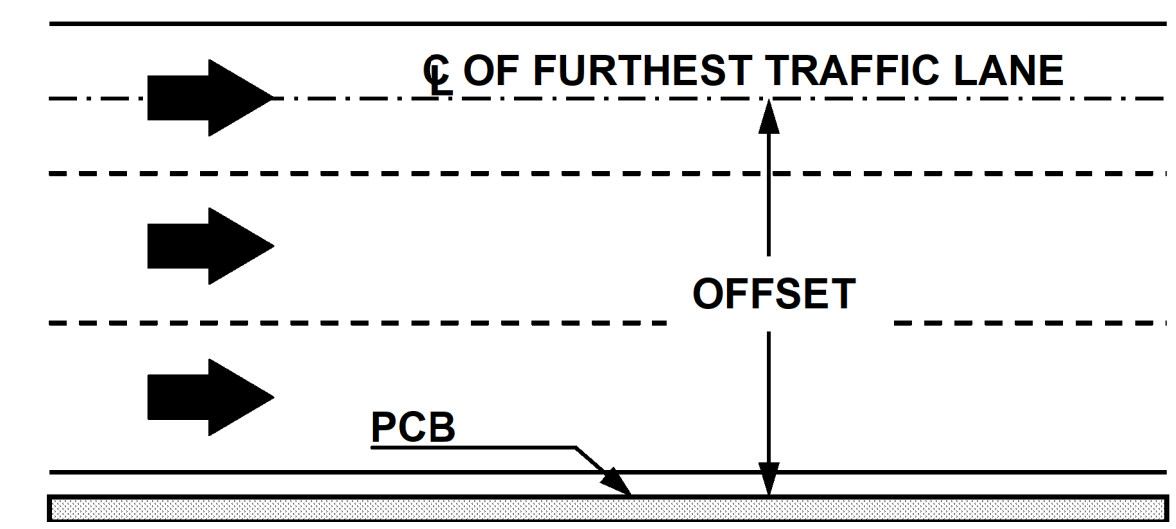 ℄ OF FURTHEST TRAFFIC LANE
OFFSET
PCB